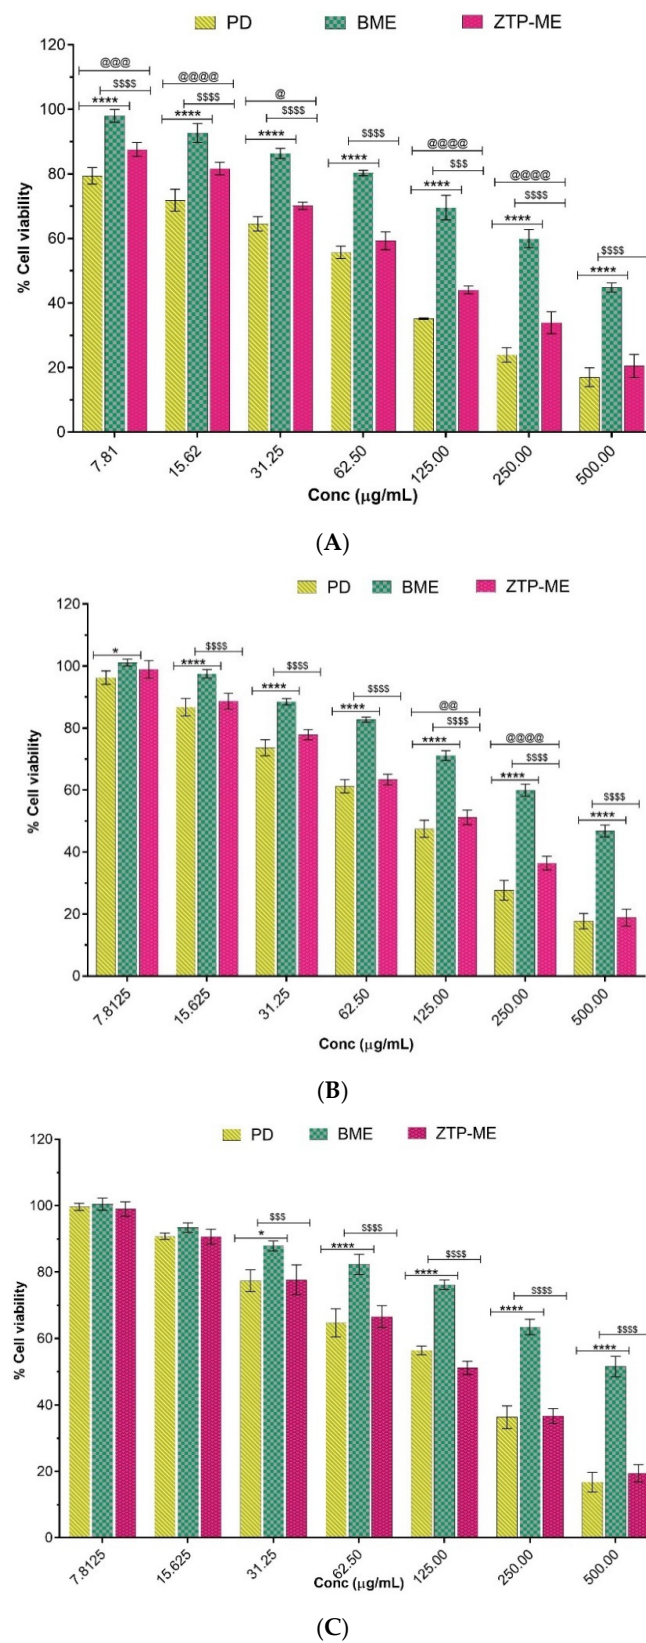 PD BME ZTP-ME
120
100
80
60
40
20
0
% Cell viability
@@@ @@@@ @ @@@@ @@@@
$$$$ $$$$ $$$$ $$$$ $$$ $$$$ $$$$
**** **** **** **** **** **** ****
7.81 15.62 31.25 62.50 125.00 250.00 500.00
Conc (µg/mL)
(A)
PD BME ZTP-ME
120
100
80
60
40
20
0
% Cell viability
@@ @@@@
$$$$ $$$$ $$$$ $$$$ $$$$ $$$$
* **** **** **** **** **** ****
7.8125 15.625 31.25 62.50 125.00 250.00 500.00
Conc (µg/mL)
(B)
PD BME ZTP-ME
120
100
80
60
40
20
0
% Cell viability
$$$ $$$$ $$$$ $$$$ $$$$
* **** **** **** ****
7.8125 15.625 31.25 62.50 125.00 250.00 500.00
Conc (µg/mL)
(C)